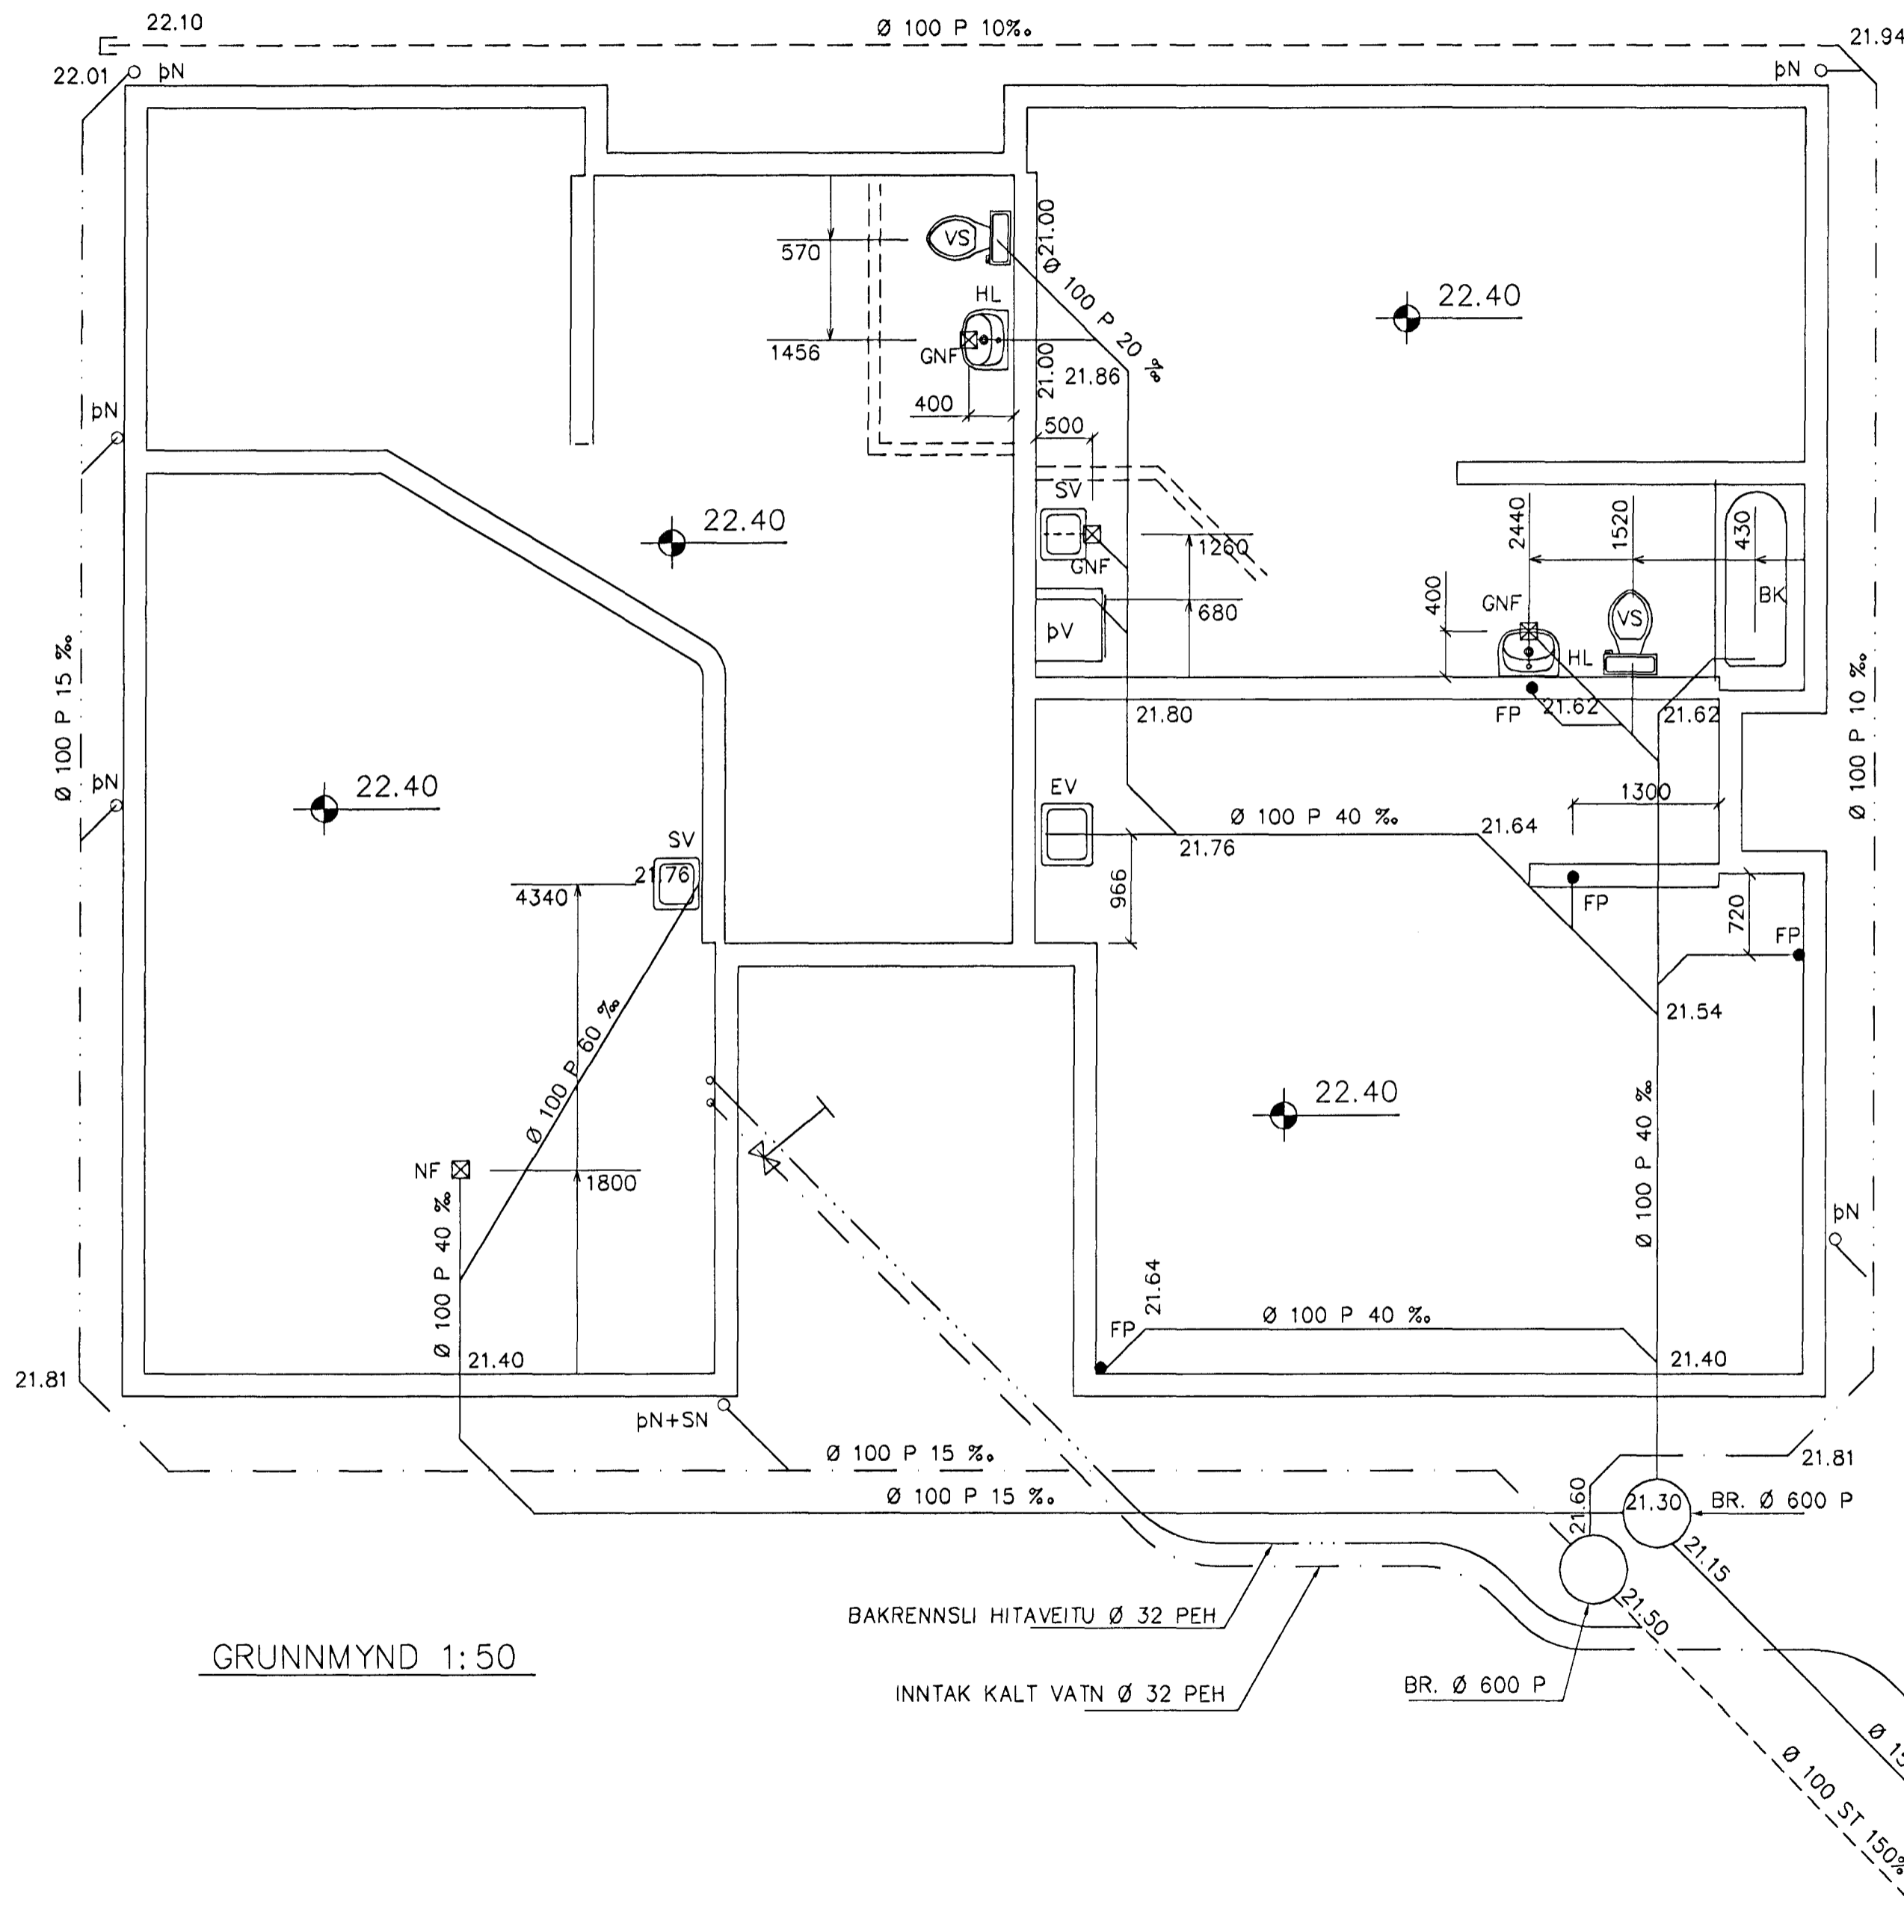 22.10
Ø 100 P 10‰
21.94
22.01
þN
þN
VS
570
21.00
HL
Ø 100 P 20 ‰
22.40
1456
GNF
21.00
21.86
400
500
þN
SV
22.40
1260
GNF
2440
1520
430
680
400
GNF
VS
BK
þV
HL
Ø 100 P 15 ‰
Ø 100 P 10 ‰
21.80
FP
21.62
21.62
þN
22.40
EV
1300
Ø 100 P 40 ‰
21.64
21.76
SV
21.76
4340
966
FP
720
FP
21.54
Ø 100 P 60 ‰
22.40
Ø 100 P 40 ‰
NF
1800
Ø 100 P 40 ‰
þN
21.64
Ø 100 P 40 ‰
FP
21.40
21.40
21.81
þN+SN
Ø 100 P 15 ‰
21.81
Ø 100 P 15 ‰
21.60
21.30
BR. Ø 600 P
21.15
BAKRENNSLI HITAVEITU Ø 32 PEH
21.50
GRUNNMYND 1:50
INNTAK KALT VATN Ø 32 PEH
BR. Ø 600 P
Ø 15
Ø 100 ST 150‰